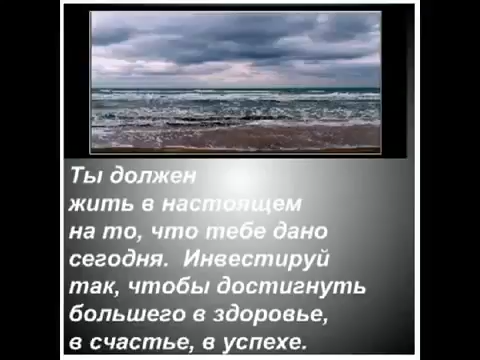 Ты должен
жить в настоящем
на то, что тебе дано
сегодня. Инвестируй
так, чтобы достигнуть
большего в здоровье,
в счастье, в успехе.